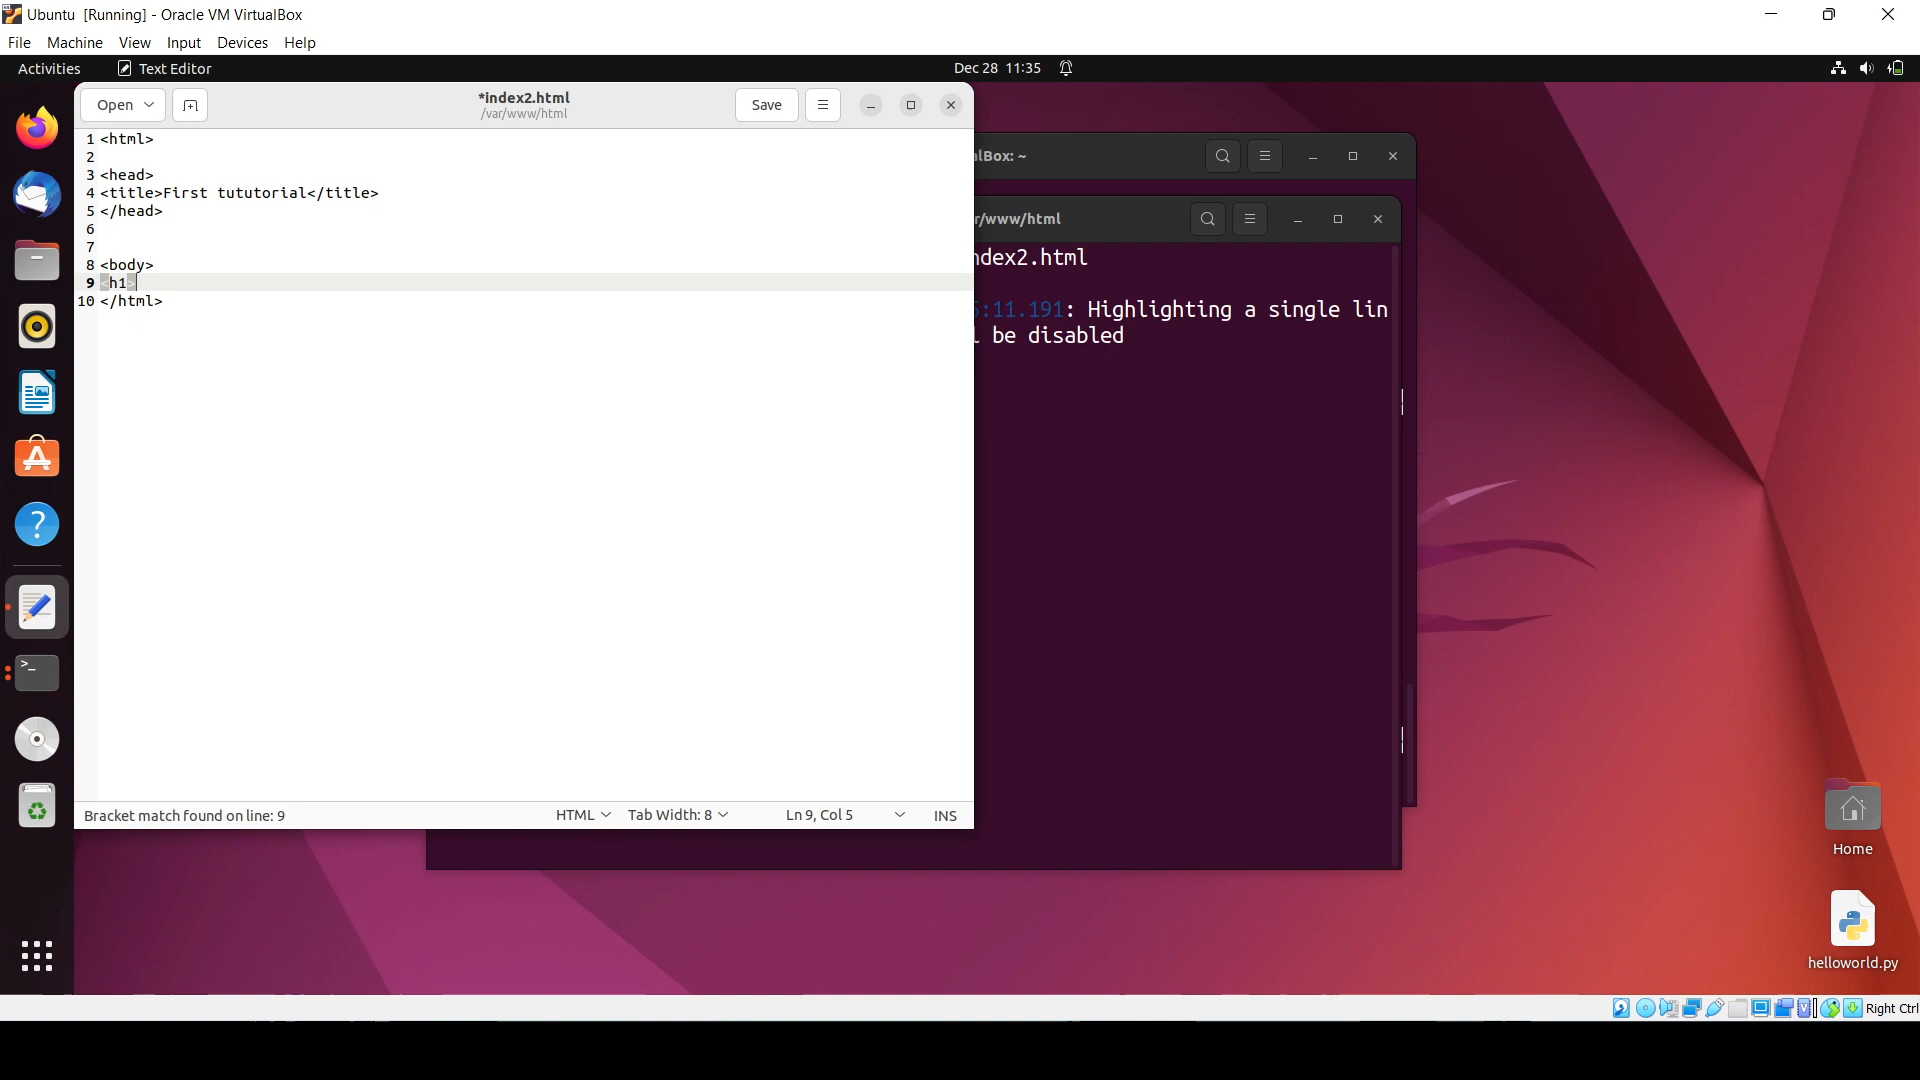 Ubuntu [Running] - Oracle VM VirtualBox
File Machine View Input Devices Help
Activities Text Editor Dec 28 11:35
Open *index2.html Save
/var/www/html
lBox: ~
r/www/html
1 <html>
2
3 <head>
4 <title>First tututorial</title>
5 </head>
6
7
8 <body>
9 <h1>
10 </html>
ndex2.html
:11.191: Highlighting a single lin
be disabled
Bracket match found on line: 9 HTML Tab Width: 8 Ln 9, Col 5 INS
Home
helloworld.py
Right Ctrl